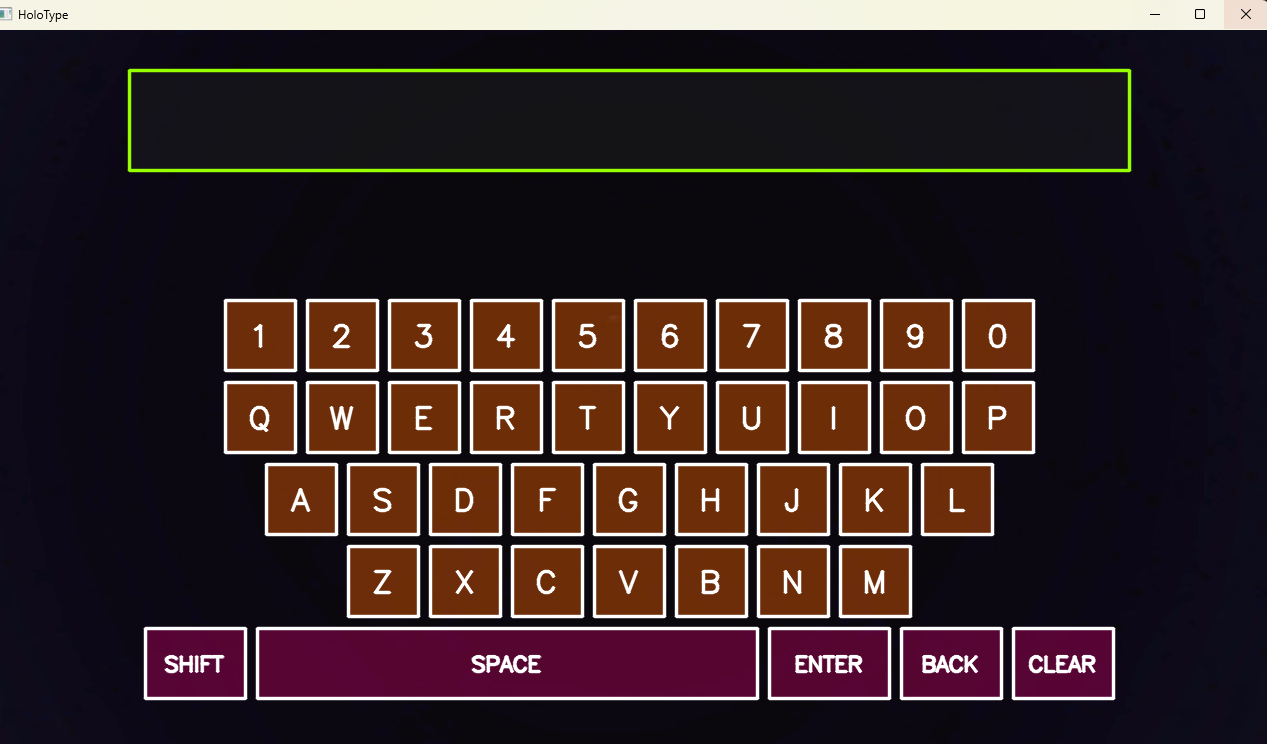 HoloType
1 2 3 4 5 6 7 8 9 0
Q W E R T Y U I O P
A S D F G H J K L
Z X C V B N M
SHIFT SPACE ENTER BACK CLEAR